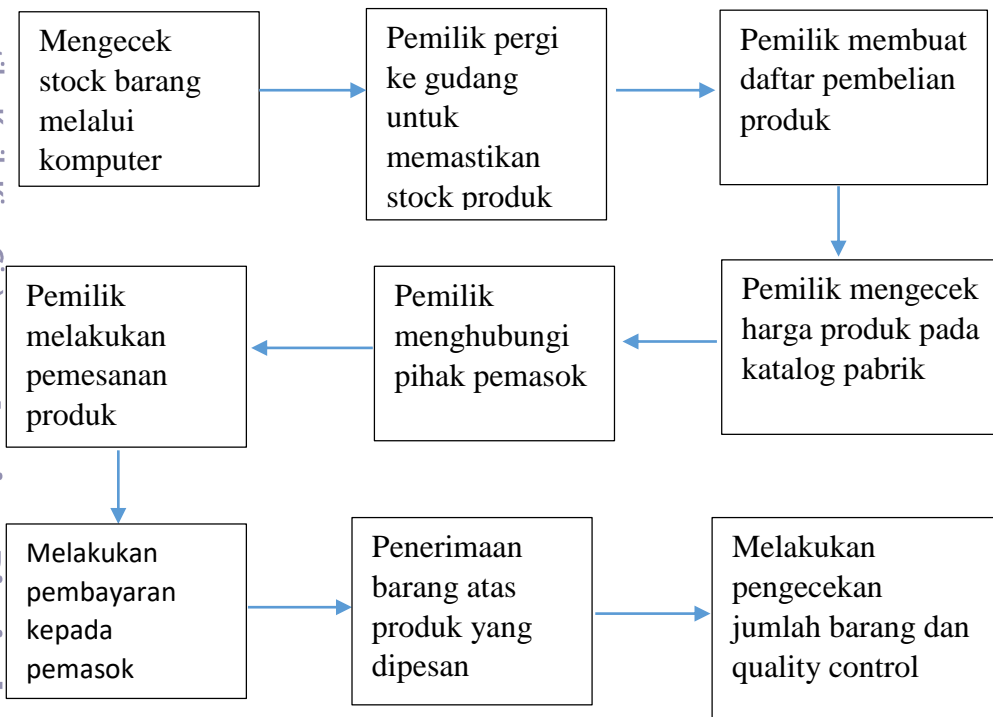 Mengecek
stock barang
melalui
komputer
Pemilik pergi
ke gudang
untuk
memastikan
stock produk
Pemilik membuat
daftar pembelian
produk
Pemilik mengecek
harga produk pada
katalog pabrik
Pemilik
menghubungi
pihak pemasok
Pemilik
melakukan
pemesanan
produk
Melakukan
pembayaran
kepada
pemasok
Penerimaan
barang atas
produk yang
dipesan
Melakukan
pengecekan
jumlah barang dan
quality control